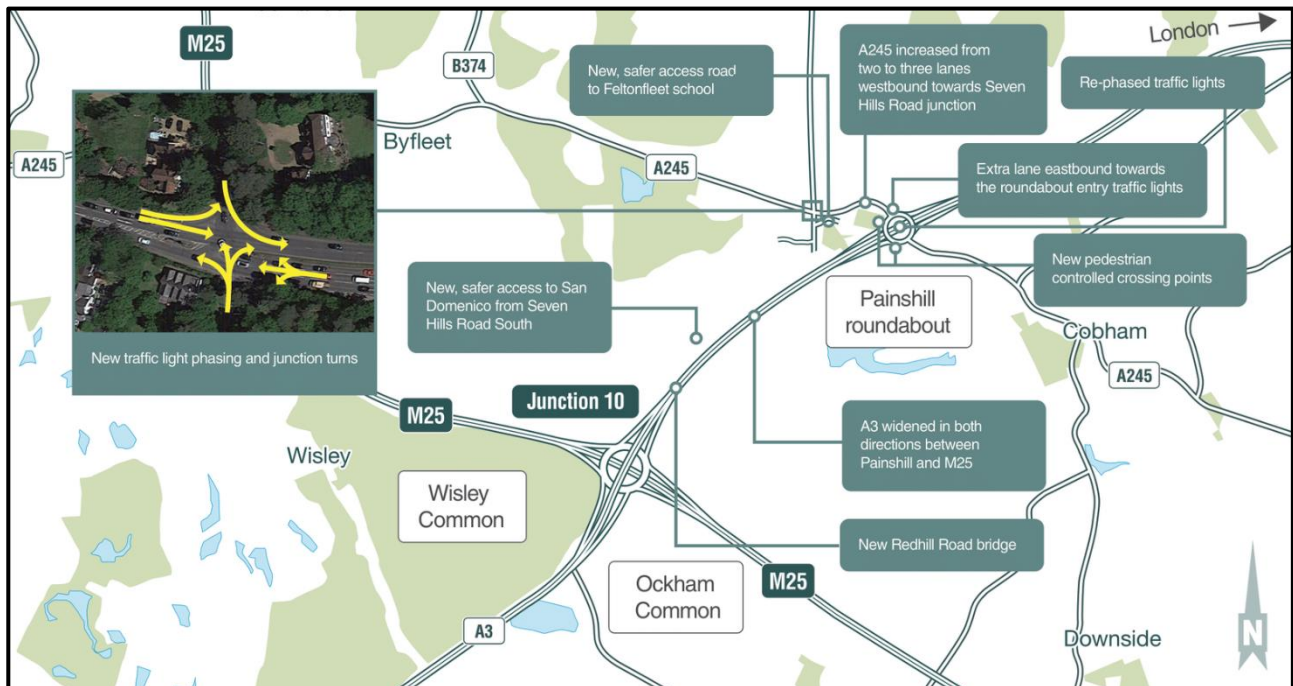 M25
B374
New, safer access road
to Feltonfleet school
A245 increased from
two to three lanes
westbound towards Seven
Hills Road junction
London
Re-phased traffic lights
Byfleet
A245
A245
Extra lane eastbound towards
the roundabout entry traffic lights
New pedestrian
controlled crossing points
New, safer access to San
Domenico from Seven
Hills Road South
Painshill
roundabout
Cobham
A245
New traffic light phasing and junction turns
M25
Junction 10
A3 widened in both
directions between
Painshill and M25
Wisley
Wisley
Common
New Redhill Road bridge
Ockham
Common
M25
A3
Downside
N